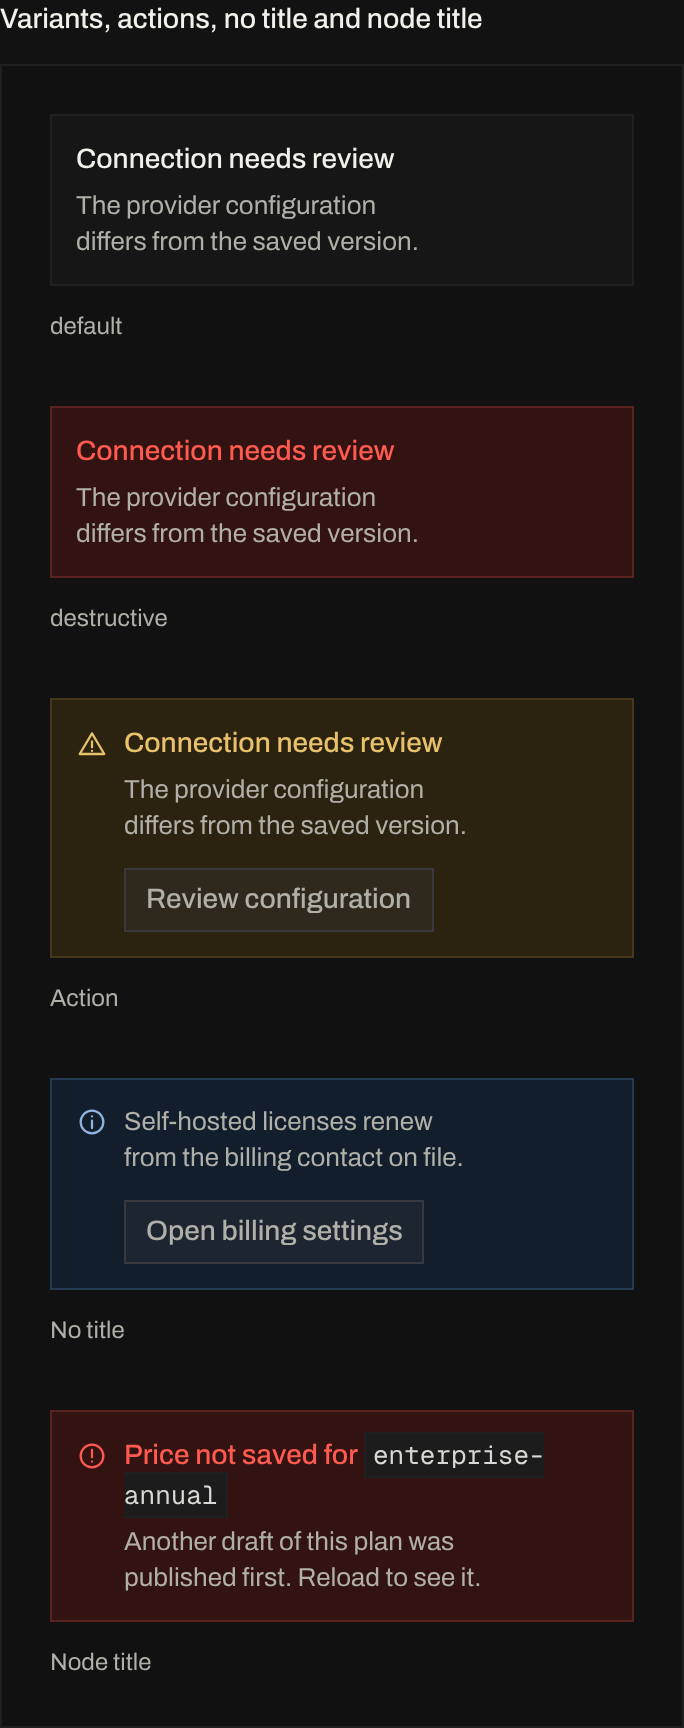 Variants, actions, no title and node title
Connection needs review
The provider configuration
differs from the saved version.
default
Connection needs review
The provider configuration
differs from the saved version.
destructive
Connection needs review
The provider configuration
differs from the saved version.
Review configuration
Action
Self-hosted licenses renew
from the billing contact on file.
Open billing settings
No title
Price not saved for enterprise-
annual
Another draft of this plan was
published first. Reload to see it.
Node title